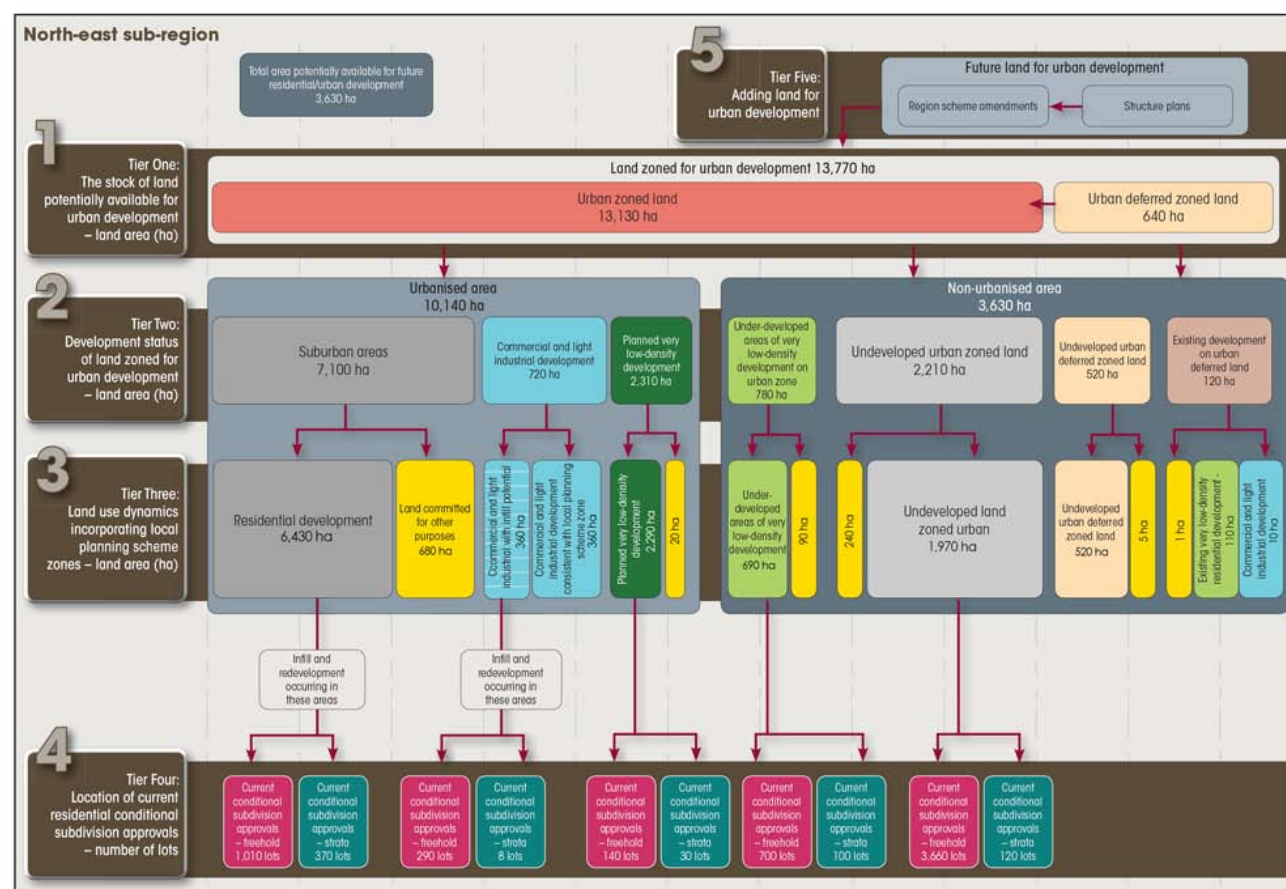 North-east sub-region
Total area potentially available for future
residential/urban development
3,630 ha
5
Tier Five:
Adding land for
urban development
Future land for urban development
Region scheme amendments
Structure plans
1
Tier One:
The stock of land
potentially available for
urban development
– land area (ha)
Land zoned for urban development 13,770 ha
Urban zoned land
13,130 ha
Urban deferred zoned land
640 ha
2
Tier Two:
Development status
of land zoned for
urban development
– land area (ha)
Urbanised area
10,140 ha
Suburban areas
7,100 ha
Commercial and light
industrial development
720 ha
Planned very
low-density
development
2,310 ha
Non-urbanised area
3,630 ha
Under-developed
areas of very
low-density
development on
urban zone
780 ha
Undeveloped urban zoned land
2,210 ha
Undeveloped urban
deferred zoned land
520 ha
Existing development
on urban
deferred land
120 ha
3
Tier Three:
Land use dynamics
incorporating local
planning scheme
zones – land area (ha)
Residential development
6,430 ha
Land committed
for other
purposes
680 ha
Ccommercial and light
industrial with infill potential
360 ha
Commercial and light
industrial development
consistent with local planning
scheme zone
360 ha
Planned very low-denisity
development
2,290 ha
20 ha
Under-
developed
areas of very
low-density
development
690 ha
90 ha
240 ha
Undeveloped land
zoned urban
1,970 ha
Undeveloped
urban deferred
zoned land
520 ha
5 ha
1 ha
Existing very low-density
residential development -
110 ha
Commercial and light
industrial development
10 ha
Infill and
redevelopment
occurring in
these areas
Infill and
redevelopment
occurring in
these areas
4
Tier Four:
Location of current
residential conditional
subdivision approvals
– number of lots
Current
conditional
subdivision
approvals
– freehold
1,010 lots
Current
conditional
subdivision
approvals
– strata
370 lots
Current
conditional
subdivision
approvals
– freehold
290 lots
Current
conditional
subdivision
approvals
– strata
8 lots
Current
conditional
subdivision
approvals
– freehold
140 lots
Current
conditional
subdivision
approvals
– strata
30 lots
Current
conditional
subdivision
approvals
– freehold
700 lots
Current
conditional
subdivision
approvals
– strata
100 lots
Current
conditional
subdivision
approvals
– freehold
3,660 lots
Current
conditional
subdivision
approvals
– strata
120 lots